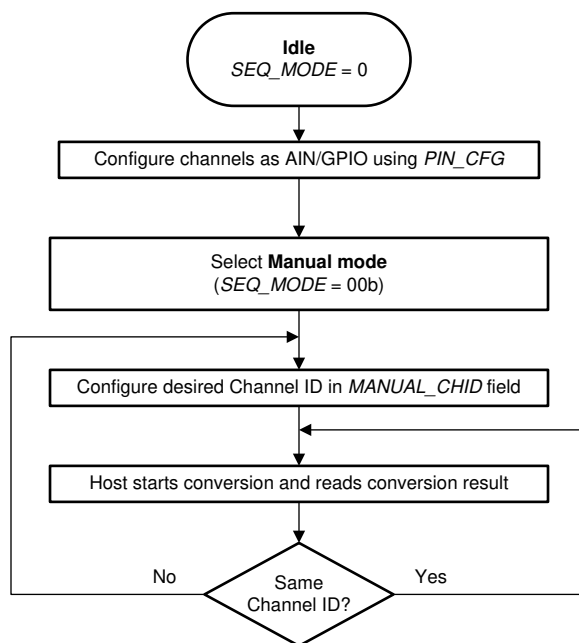 Idle
SEQ_MODE = 0
Configure channels as AIN/GPIO using PIN_CFG
Select Manual mode
(SEQ_MODE = 00b)
Configure desired Channel ID in MANUAL_CHID field
Host starts conversion and reads conversion result
No
Same
Yes
Channel ID?